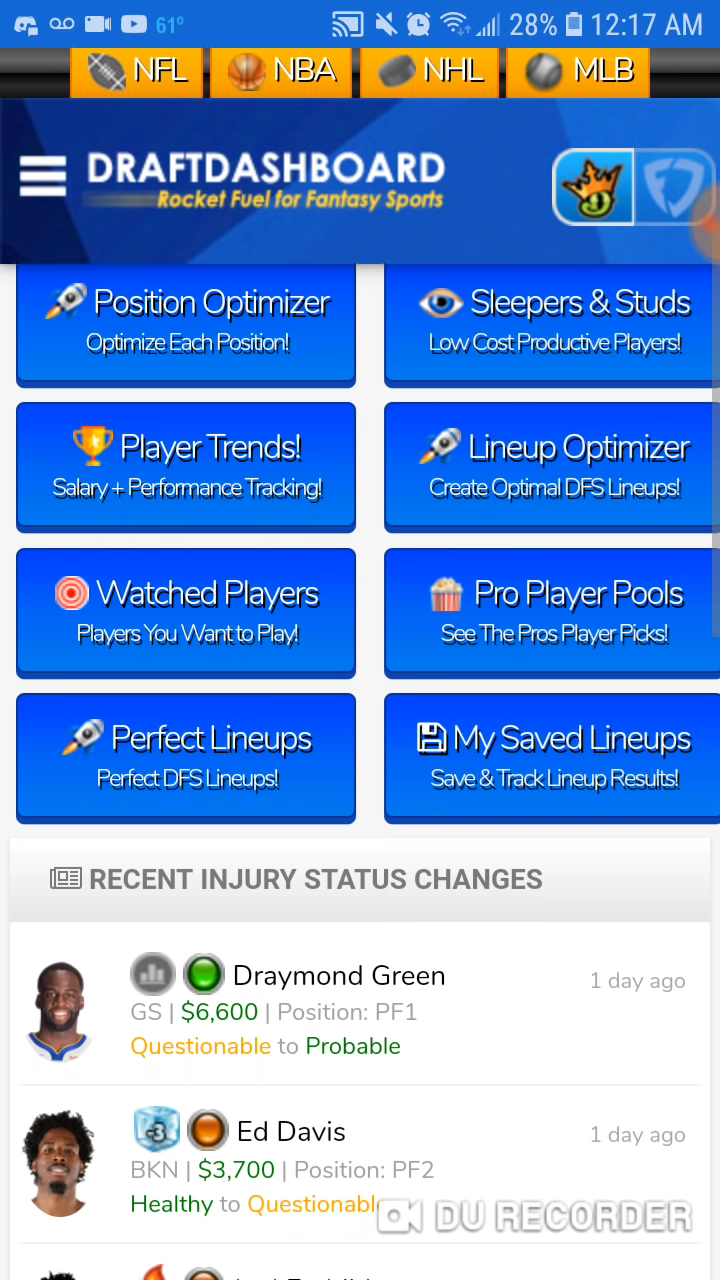 61° 28% 12:17 AM
NFL NBA NHL MLB
DRAFTDASHBOARD
Rocket Fuel for Fantasy Sports
Position Optimizer
Optimize Each Position!
Sleepers & Studs
Low Cost Productive Players!
Player Trends!
Salary + Performance Tracking!
Lineup Optimizer
Create Optimal DFS Lineups!
Watched Players
Players You Want to Play!
Pro Player Pools
See The Pros Player Picks!
Perfect Lineups
Perfect DFS Lineups!
My Saved Lineups
Save & Track Lineup Results!
RECENT INJURY STATUS CHANGES
Draymond Green 1 day ago
GS | $6,600 | Position: PF1
Questionable to Probable
-3 Ed Davis 1 day ago
BKN | $3,700 | Position: PF2
Healthy to Questionable
DU RECORDER